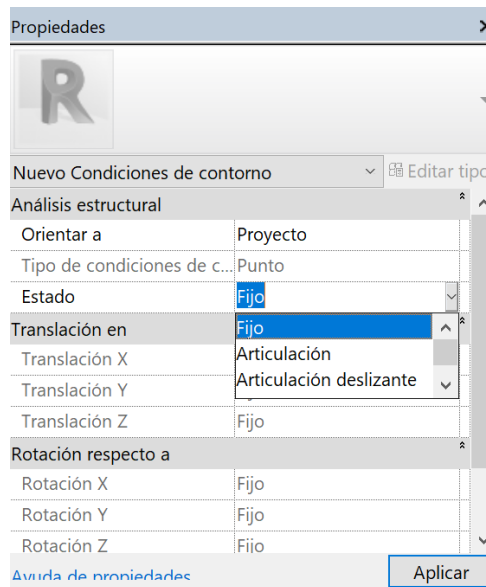 Propiedades
R
Nuevo Condiciones de contorno Editar tipo
Análisis estructural
Orientar a Proyecto
Tipo de condiciones de c... Punto
Estado Fijo
Translación en Fijo
Translación X Articulación
Translación Y Articulación deslizante
Translación Z Fijo
Rotación respecto a
Rotación X Fijo
Rotación Y Fijo
Rotación Z Fijo
Ayuda de propiedades Aplicar